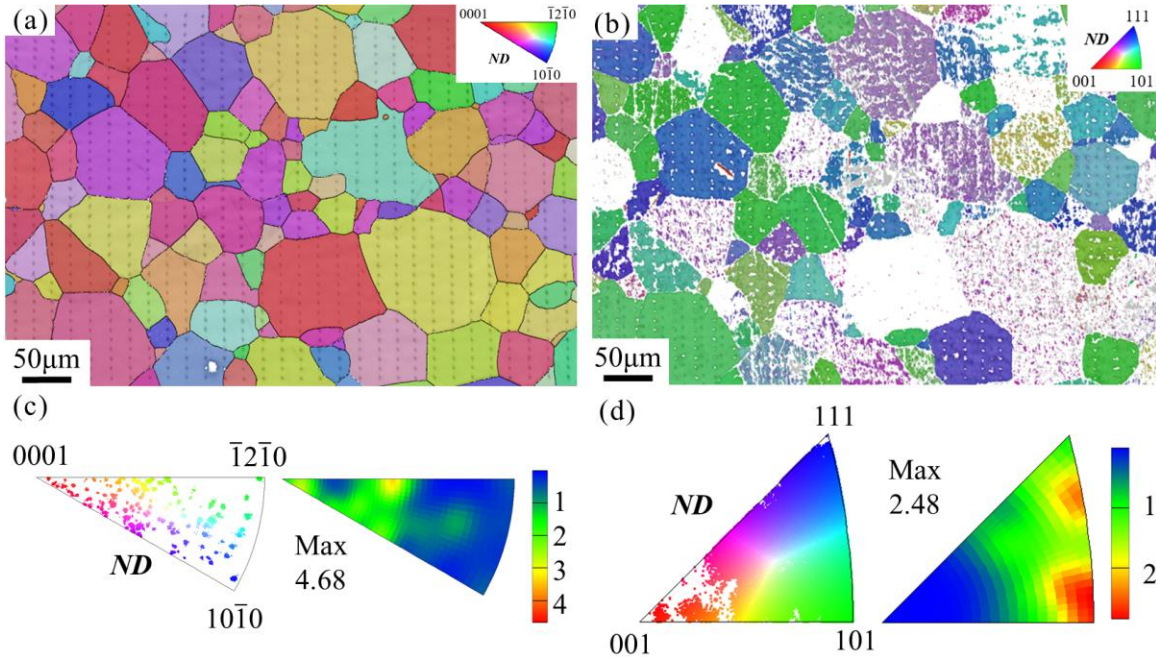 (a)
0001 1̅21̅0
ND
101̅0
50μm
(b)
111
ND
001 101
50μm
(c)
0001 1̅21̅0
ND
101̅0
Max
4.68
1
2
3
4
(d)
111
ND
001 101
Max
2.48
1
2